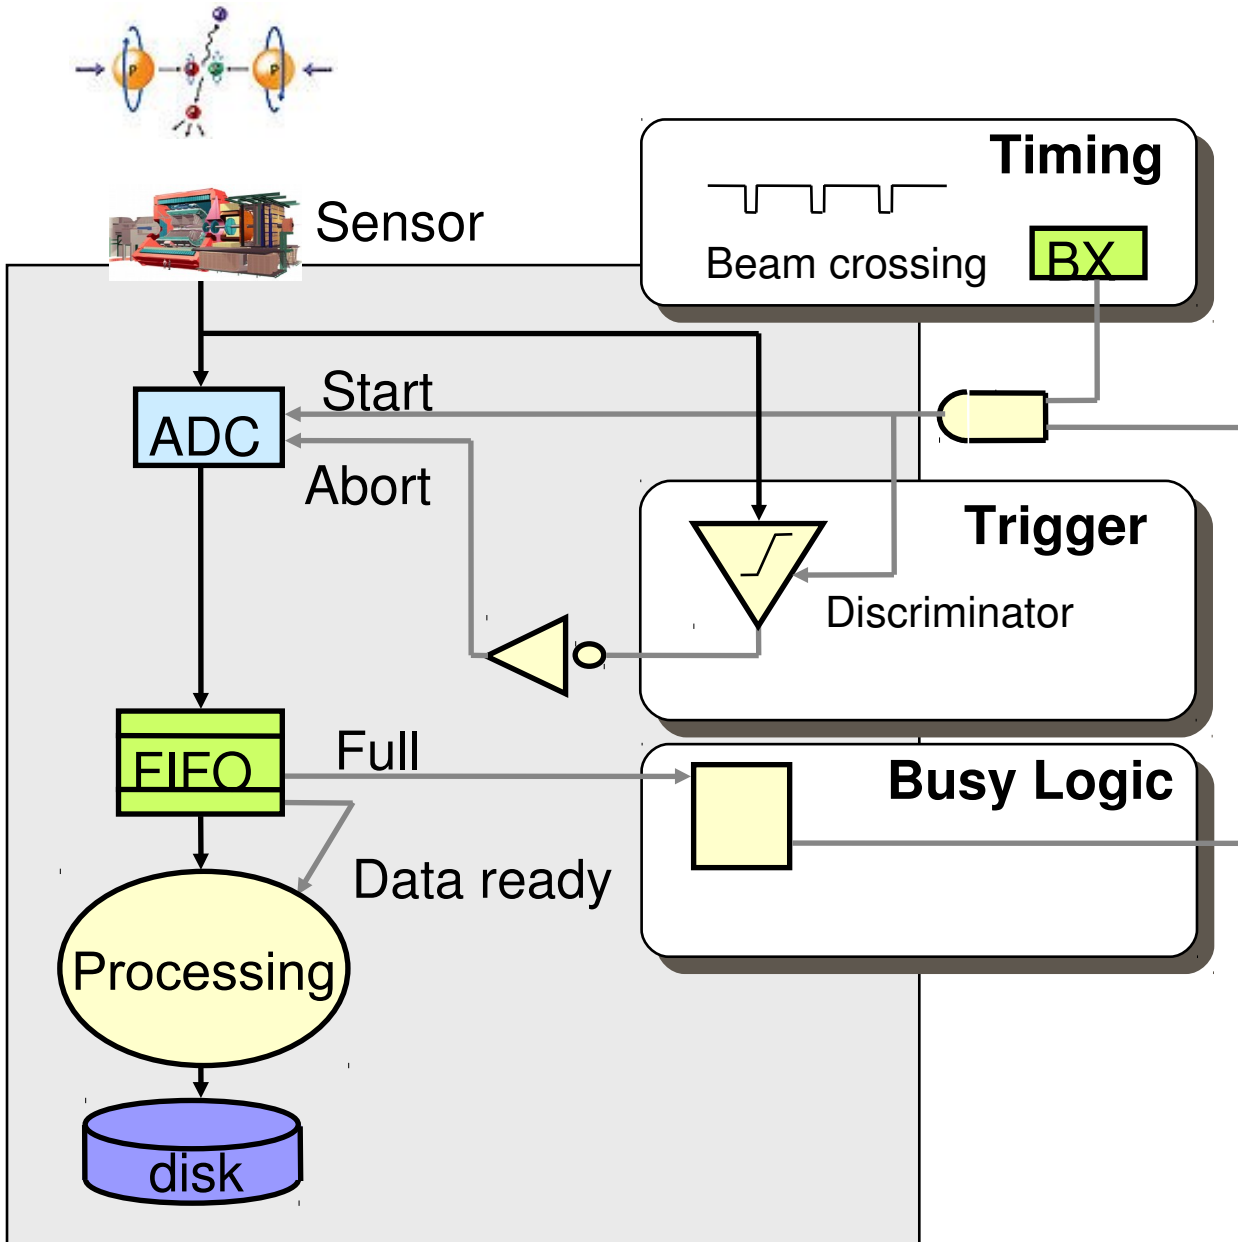 P
P
Timing
Sensor
Beam crossing
BX
Start
ADC
Abort
Trigger
Discriminator
Full
FIFO
Busy Logic
Data ready
Processing
disk